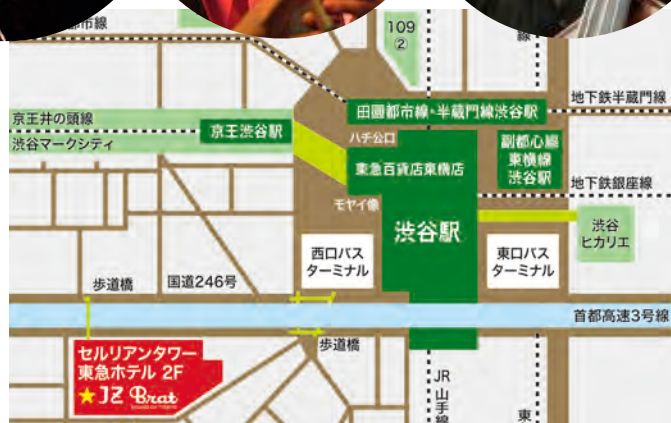 都市線
109
②
線
地下鉄半蔵門線
田園都市線・半蔵門線渋谷駅
京王井の頭線
京王渋谷駅
渋谷マークシティ
ハチ公口
副都心線
東横線
渋谷駅
東急百貨店東横店
地下鉄銀座線
モヤイ像
渋谷駅
渋谷
ヒカリエ
西口バス
ターミナル
東口バス
ターミナル
歩道橋
国道246号
首都高速3号線
歩道橋
セルリアンタワー
東急ホテル 2F
★JZ Brat
JR
山手線
東